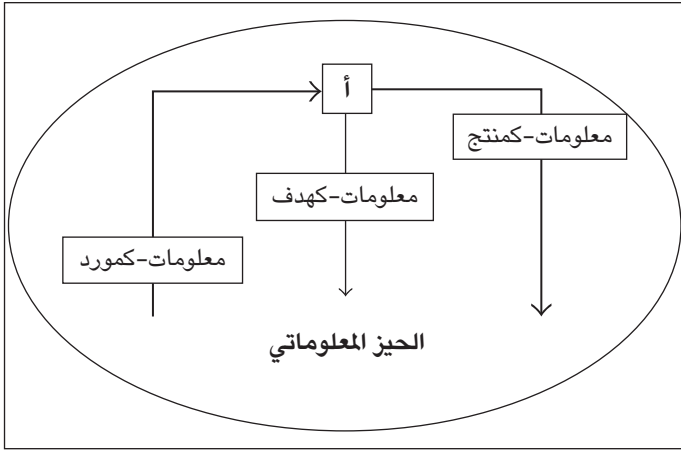 أ
معلومات-كمنتج
معلومات-كهدف
معلومات-كمورد
الحيز المعلوماتي